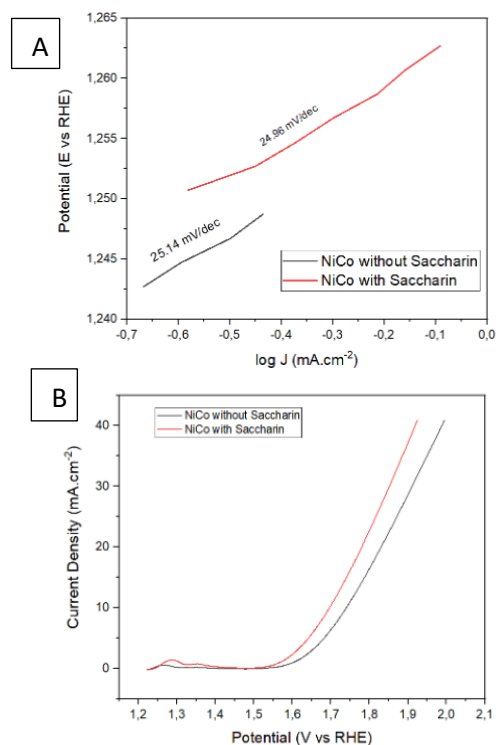 A
1,265
1,260
1,255
1,250
1,245
1,240
Potential (E vs RHE)
24.96 mV/dec
25.14 mV/dec
NiCo without Saccharin
NiCo with Saccharin
-0,7 -0,6 -0,5 -0,4 -0,3 -0,2 -0,1 0,0
log J (mA.cm⁻²)
B
40
30
20
10
0
Current Density (mA.cm⁻²)
NiCo without Saccharin
NiCo with Saccharin
1,2 1,3 1,4 1,5 1,6 1,7 1,8 1,9 2,0 2,1
Potential (V vs RHE)